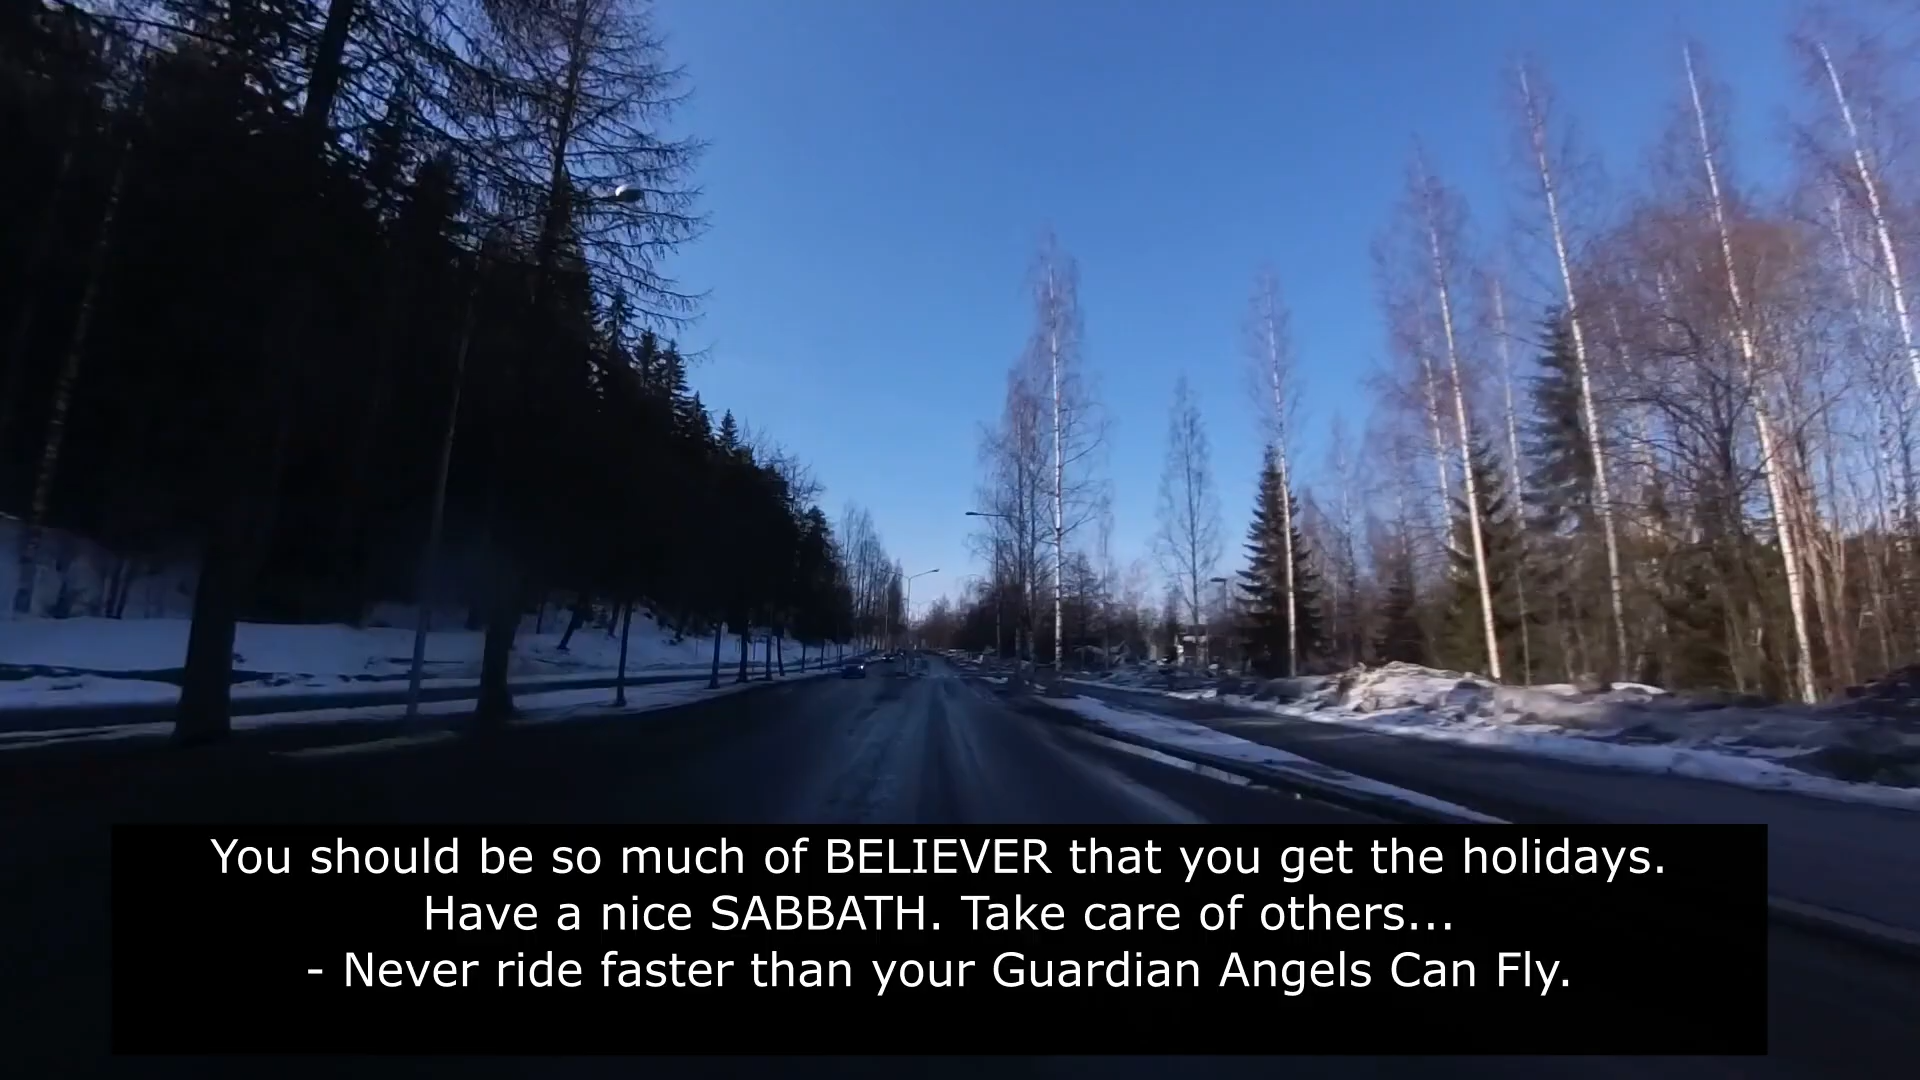 You should be so much of BELIEVER that you get the holidays.
Have a nice SABBATH. Take care of others...
- Never ride faster than your Guardian Angels Can Fly.